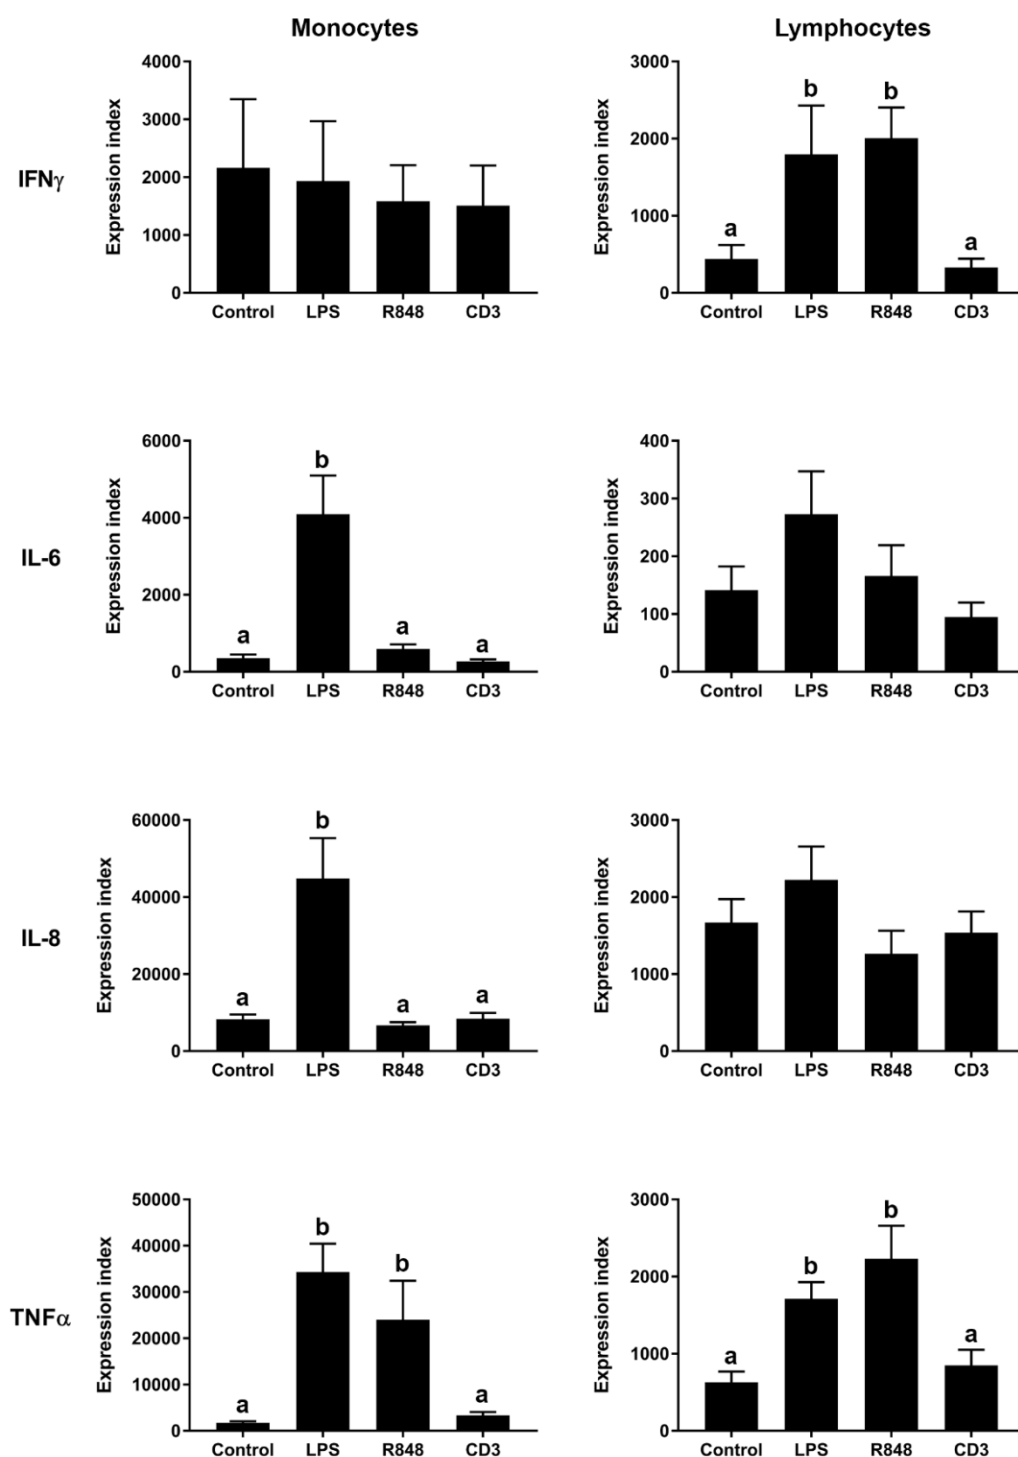 Monocytes
Lymphocytes
IFNγ
Expression index
4000
3000
2000
1000
0
Control LPS R848 CD3
Expression index
3000
2000
1000
0
a b b a
Control LPS R848 CD3
IL-6
Expression index
6000
4000
2000
0
a b a a
Control LPS R848 CD3
Expression index
400
300
200
100
0
Control LPS R848 CD3
IL-8
Expression index
60000
40000
20000
0
a b a a
Control LPS R848 CD3
Expression index
3000
2000
1000
0
Control LPS R848 CD3
TNFα
Expression index
50000
40000
30000
20000
10000
0
a b b a
Control LPS R848 CD3
Expression index
3000
2000
1000
0
a b b a
Control LPS R848 CD3